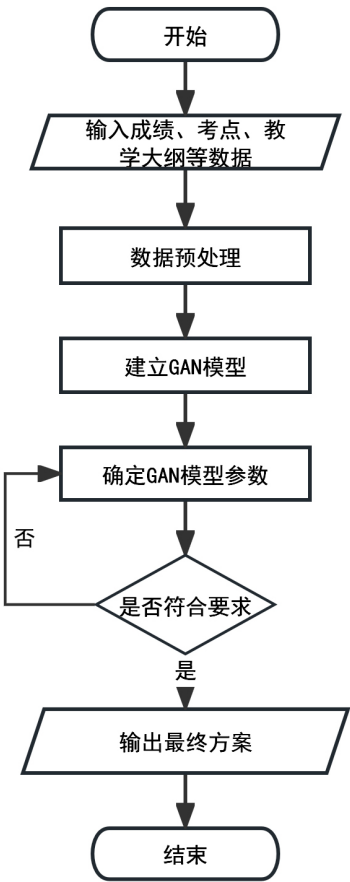 开始
输入成绩、考点、教
学大纲等数据
数据预处理
建立GAN模型
确定GAN模型参数
否
是否符合要求
是
输出最终方案
结束